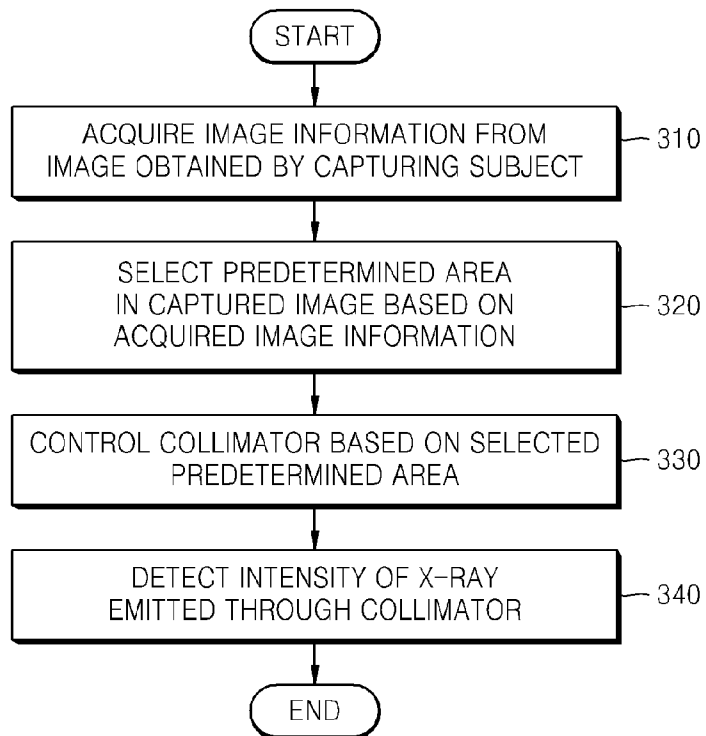 START
ACQUIRE IMAGE INFORMATION FROM
IMAGE OBTAINED BY CAPTURING SUBJECT
310
SELECT PREDETERMINED AREA
IN CAPTURED IMAGE BASED ON
ACQUIRED IMAGE INFORMATION
320
CONTROL COLLIMATOR BASED ON SELECTED
PREDETERMINED AREA
330
DETECT INTENSITY OF X-RAY
EMITTED THROUGH COLLIMATOR
340
END